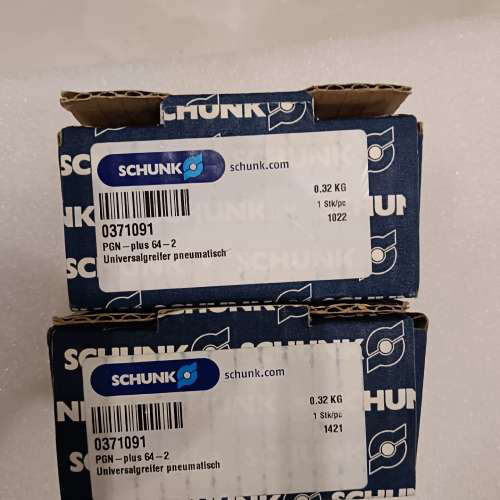 SCHUNK
SCHUNK
schunk.com
0.32 KG
1 Stk/pc
1022
0371091
PGN-plus 64-2
Universalgreifer pneumatisch
SCHUNK
SCHUNK
schunk.com
0.32 KG
1 Stk/pc
1421
0371091
PGN-plus 64-2
Universalgreifer pneumatisch